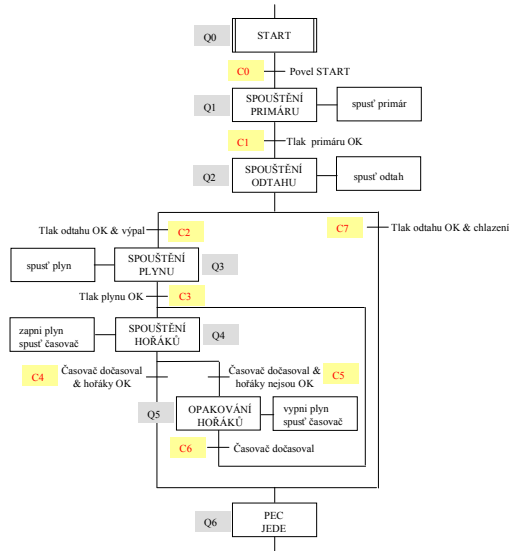 Q0
START
C0
Povel START
Q1
SPOUŠTĚNÍ
PRIMÁRU
spusť primár
C1
Tlak primáru OK
Q2
SPOUŠTĚNÍ
ODTAHU
spusť odtah
Tlak odtahu OK & výpal
C2
C7
Tlak odtahu OK & chlazení
spusť plyn
SPOUŠTĚNÍ
PLYNU
Q3
Tlak plynu OK
C3
zapni plyn
spusť časovač
SPOUŠTĚNÍ
HOŘÁKŮ
Q4
C4
Časovač dočasoval
& hořáky OK
Časovač dočasoval &
hořáky nejsou OK
C5
Q5
OPAKOVÁNÍ
HOŘÁKŮ
vypni plyn
spusť časovač
C6
Časovač dočasoval
Q6
PEC
JEDE